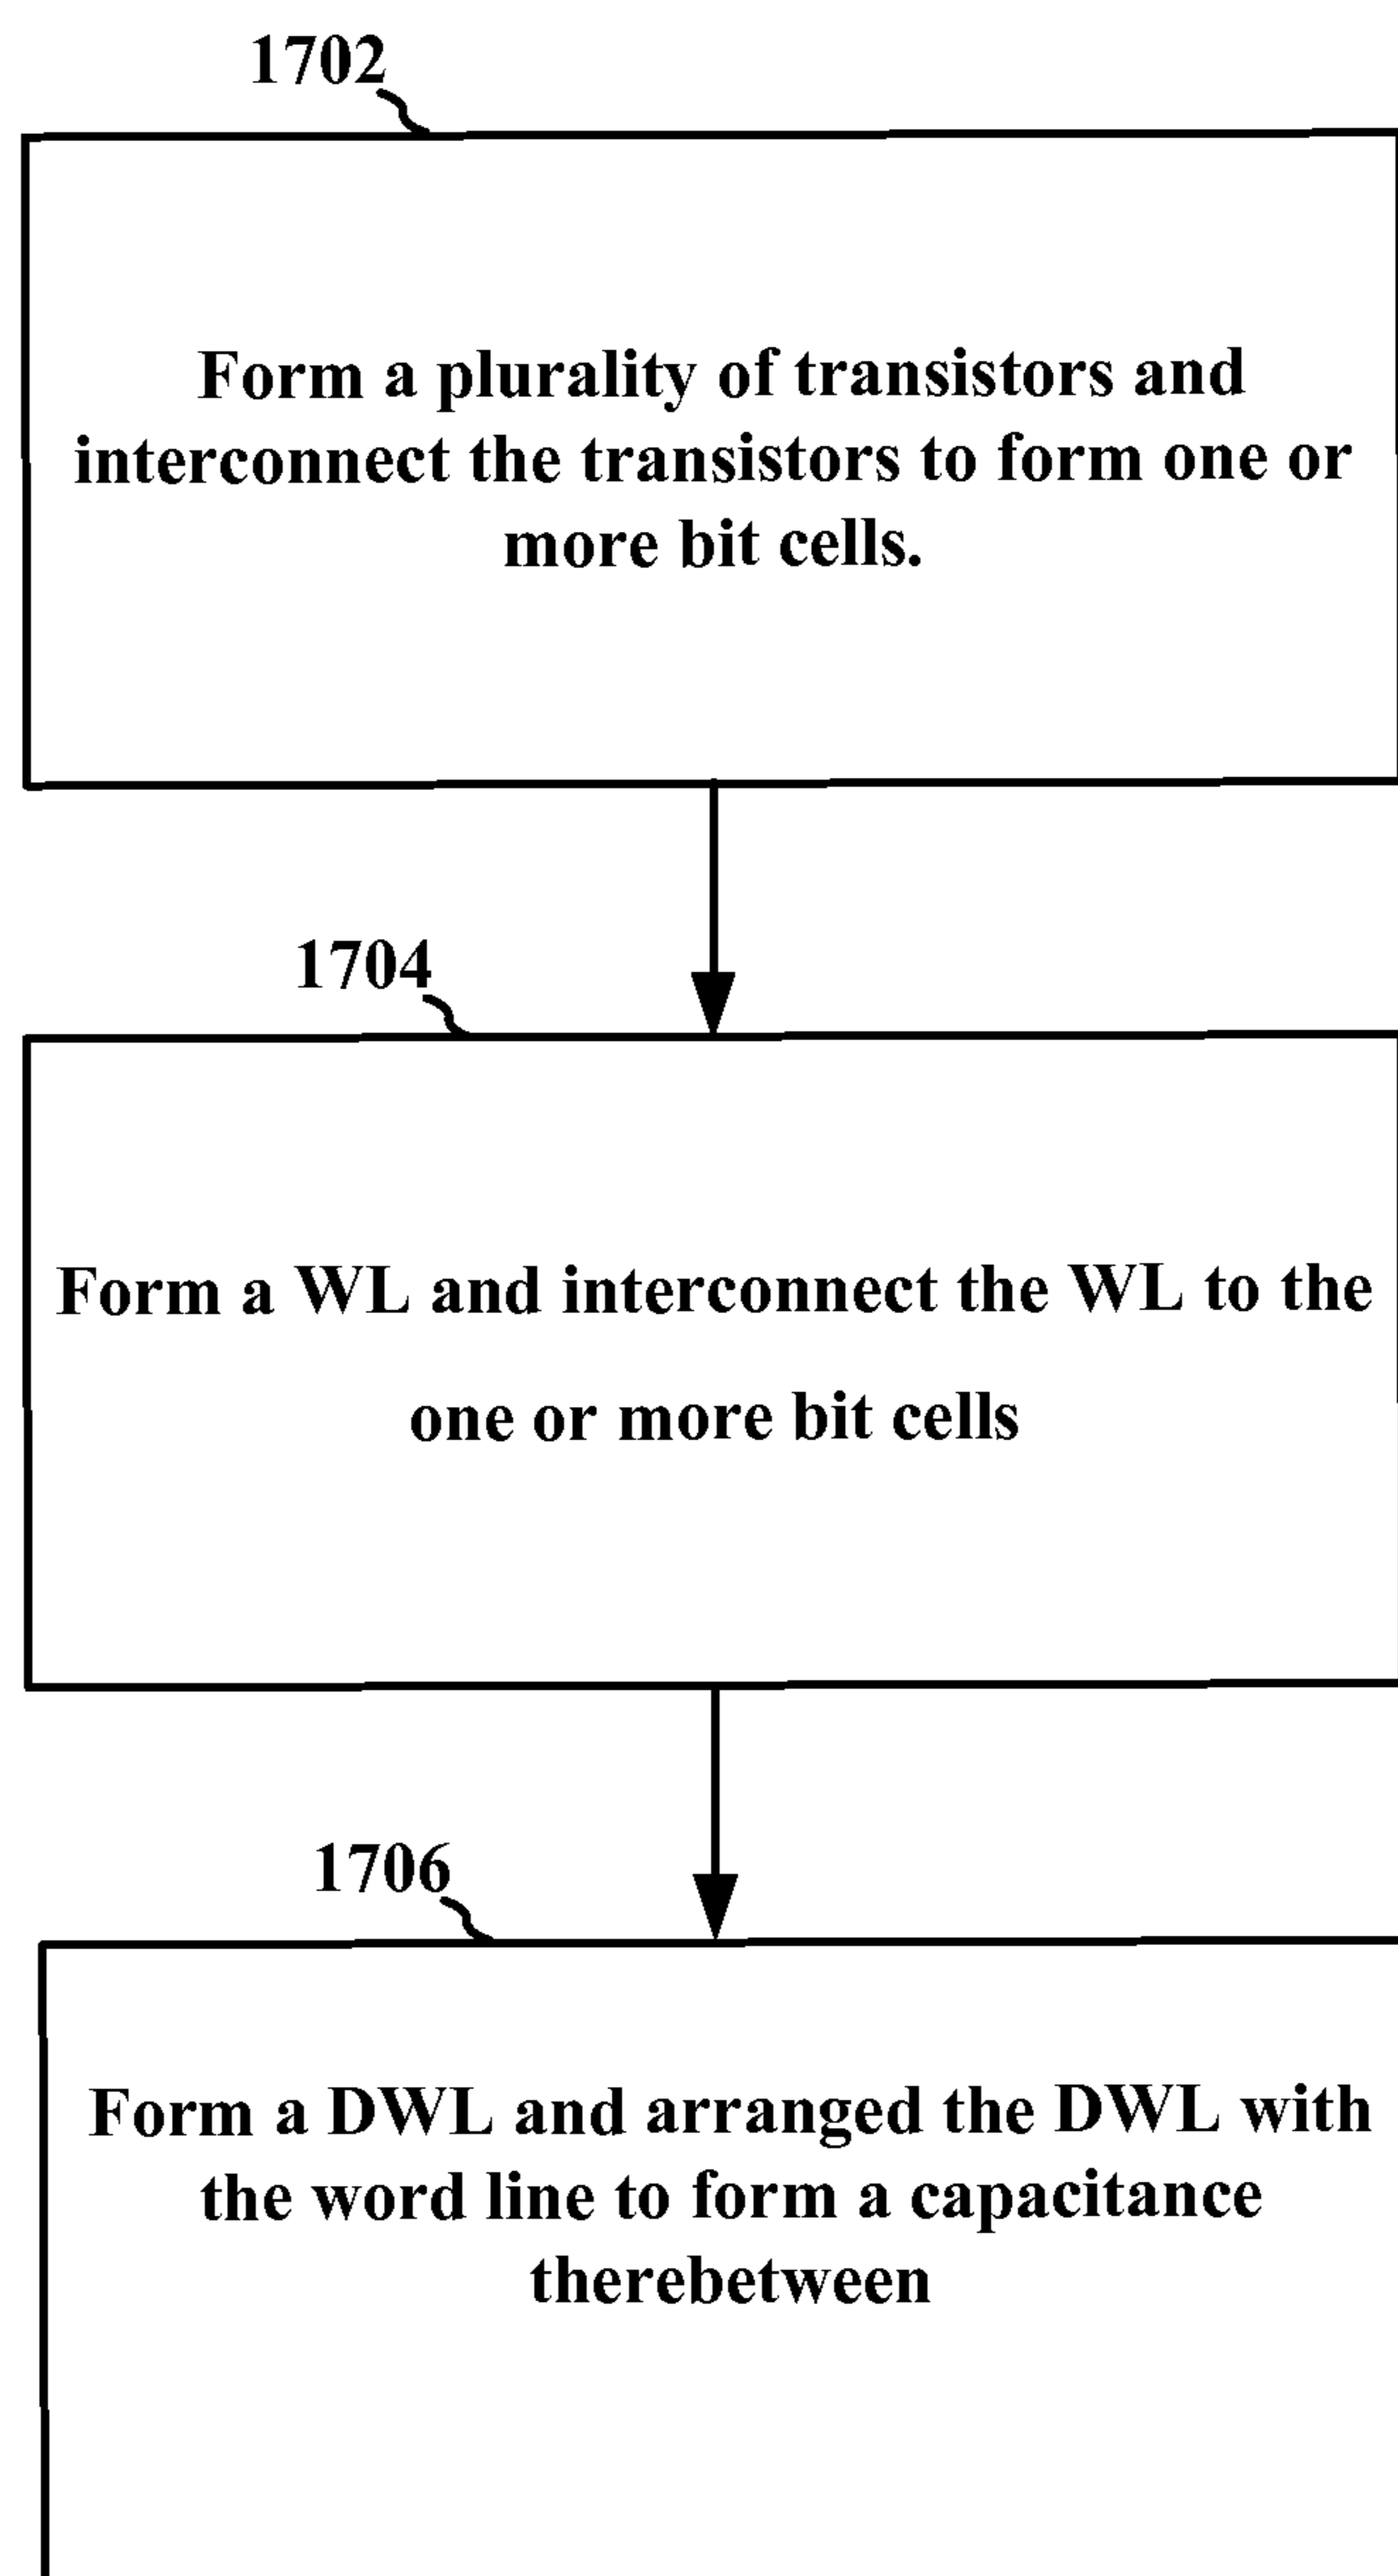 1702
Form a plurality of transistors and
interconnect the transistors to form one or
more bit cells.
1704
Form a WL and interconnect the WL to the
one or more bit cells
1706
Form a DWL and arranged the DWL with
the word line to form a capacitance
therebetween